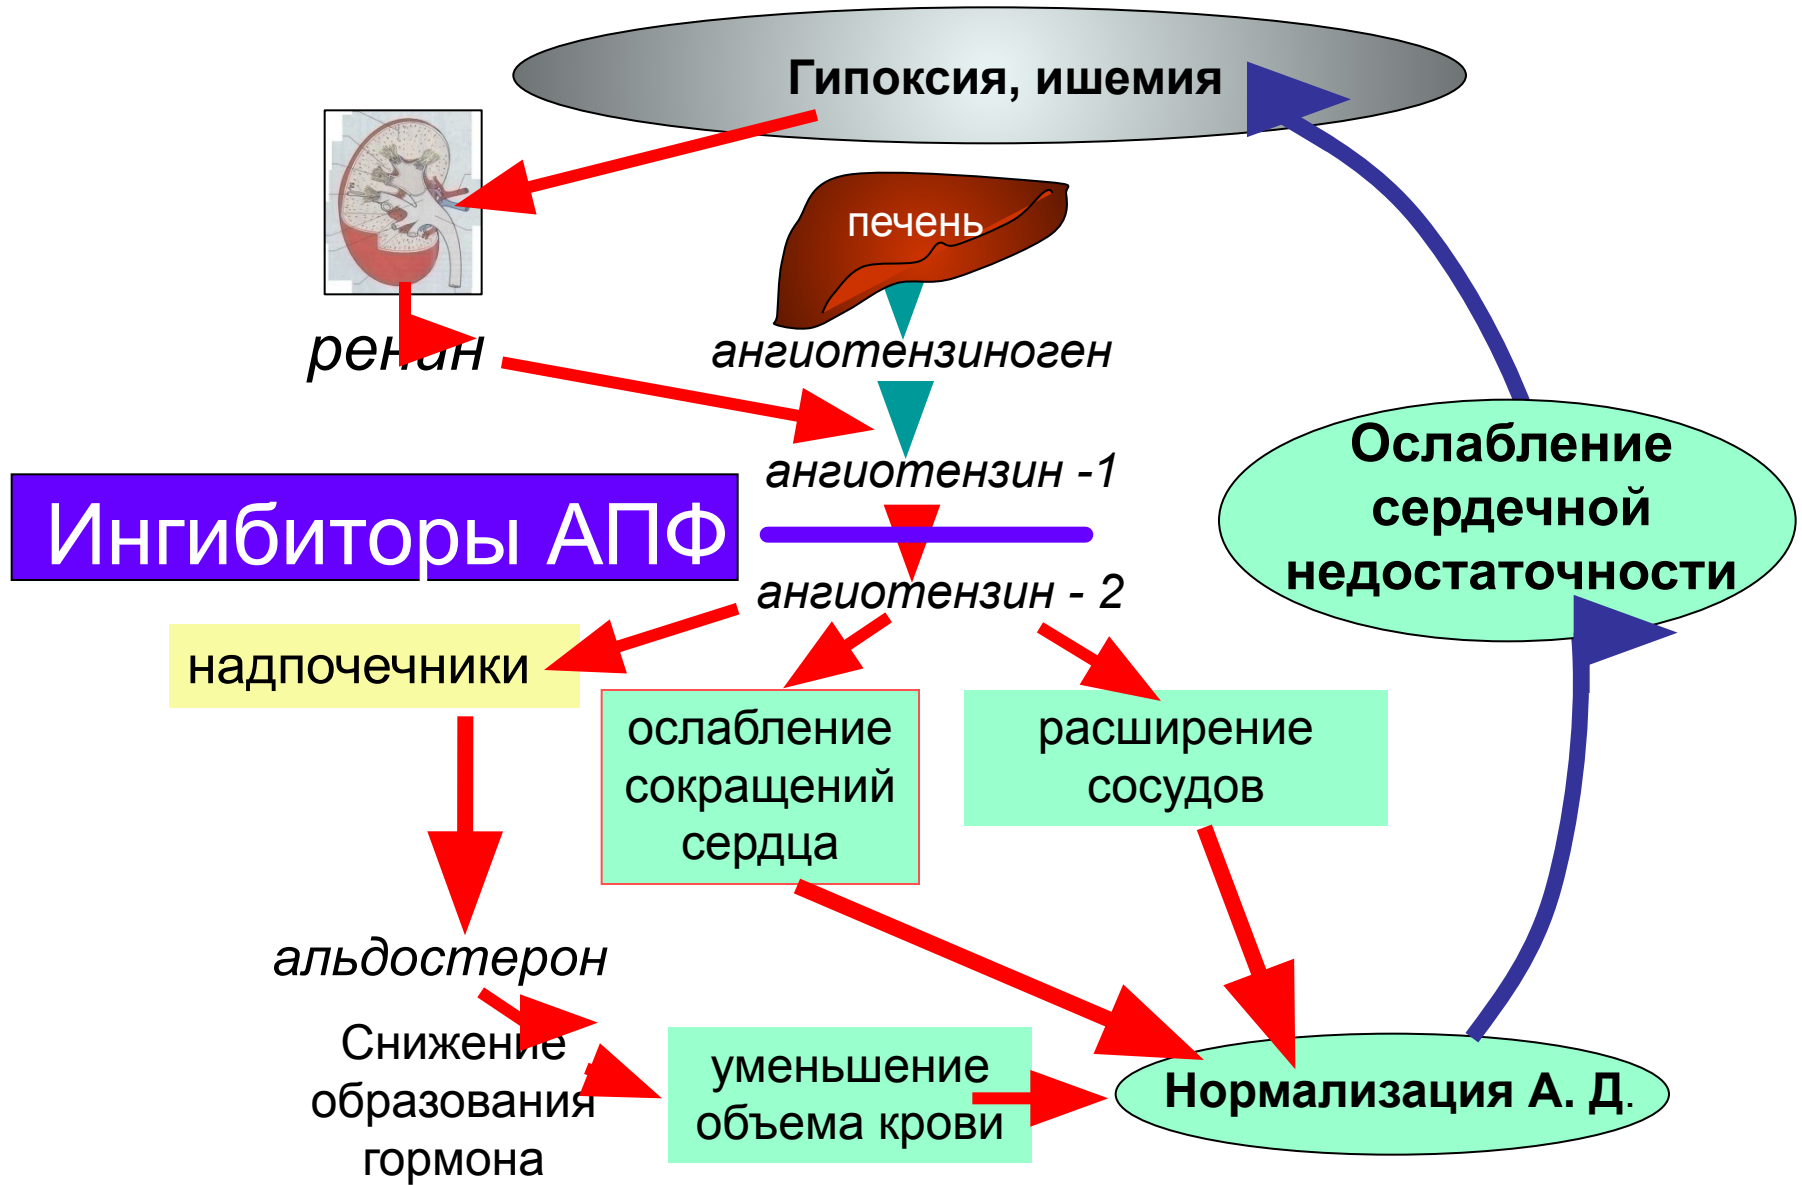 Гипоксия, ишемия
печень
ренин
ангиотензиноген
ангиотензин -1
Ингибиторы АПФ
ангиотензин - 2
Ослабление
сердечной
недостаточности
надпочечники
ослабление
сокращений
сердца
расширение
сосудов
альдостерон
Снижение
образования
гормона
уменьшение
объема крови
Нормализация А. Д.